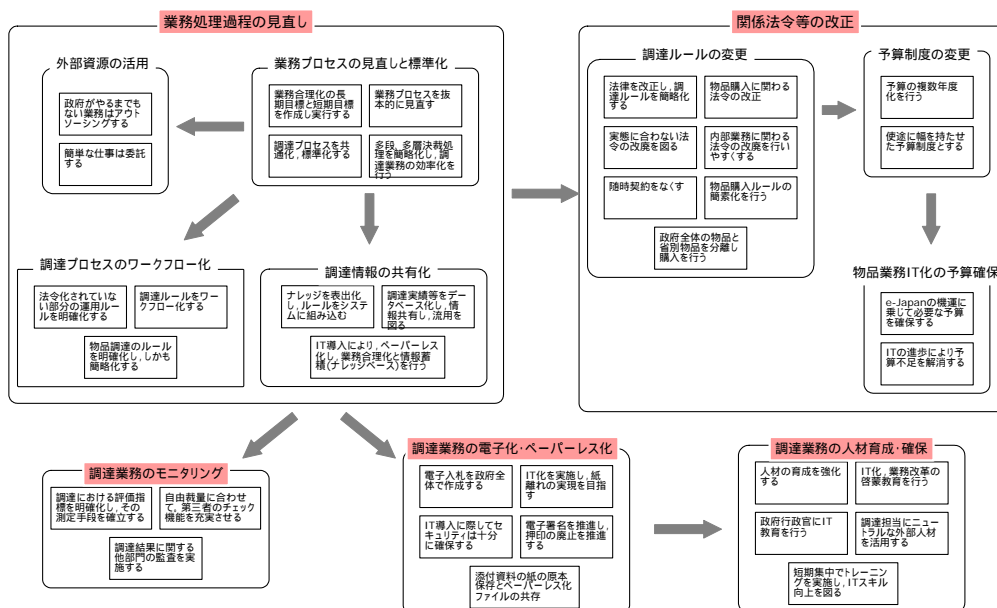 業務処理過程の見直し
外部資源の活用
政府がやるまでも
ない業務はアウト
ソーシングする
簡単な仕事は委託
する
業務プロセスの見直しと標準化
業務合理化の長
期目標と短期目標
を作成し実行する
業務プロセスを抜
本的に見直す
調達プロセスを共
通化，標準化する
多段、多層決裁処
理を簡略化し，調
達業務の効率化を
行う
調達プロセスのワークフロー化
法令化されていな
い部分の運用ルー
ルを明確化する
調達ルールをワー
クフロー化する
物品調達のルール
を明確化し，しかも
簡略化する
調達情報の共有化
ナレッジを表出化
し，ルールをシステ
ムに組み込む
調達実績等をデー
タベース化し，情
報共有し，流用を
図る
IT導入により，ペーパーレス
化し，業務合理化と情報蓄
積(ナレッジベース)を行う
関係法令等の改正
調達ルールの変更
法律を改正し，調
達ルールを簡略化
する
物品購入に関わる
法令の改正
実態に合わない法
令の改廃を図る
内部業務に関わる
法令の改廃を行い
やすくする
随時契約をなくす
物品購入ルールの
簡素化を行う
政府全体の物品と
省別物品を分離し
購入を行う
予算制度の変更
予算の複数年度
化を行う
使途に幅を持たせ
た予算制度とする
物品業務IT化の予算確保
e-Japanの機運に
乗じて必要な予算
を確保する
ITの進歩により予
算不足を解消する
調達業務のモニタリング
調達における評価指
標を明確化し，その
測定手段を確立する
自由裁量に合わせ
て，第三者のチェック
機能を充実させる
調達結果に関する
他部門の監査を実
施する
調達業務の電子化・ペーパーレス化
電子入札を政府全
体で作成する
IT化を実施し，紙
離れの実現を目指
す
IT導入に際してセ
キュリティは十分
に確保する
電子署名を推進し，
押印の廃止を推進
する
添付資料の紙の原本
保存とペーパーレス化
ファイルの共存
調達業務の人材育成・確保
人材の育成を強化
する
IT化，業務改革の
啓蒙教育を行う
政府行政官にIT
教育を行う
調達担当にニュー
トラルな外部人材
を活用する
短期集中でトレーニン
グを実施し，ITスキル
向上を図る